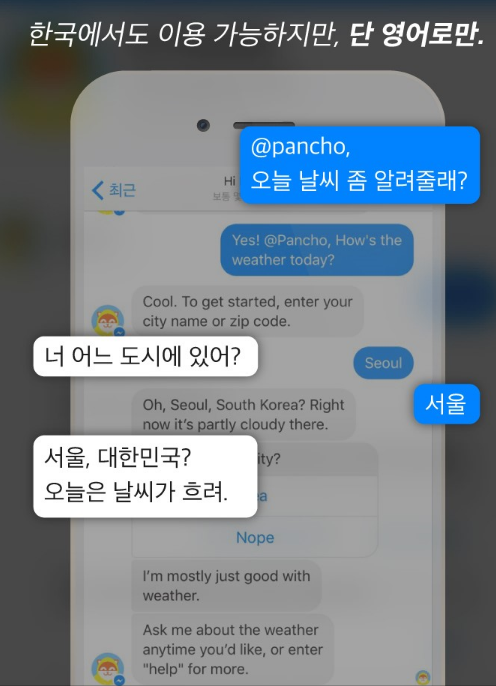 한국에서도 이용 가능하지만, 단 영어로만.
@pancho,
오늘 날씨 좀 알려줄래?
최근
Hi
보통 몇
Yes! @Pancho, How's the
weather today?
Cool. To get started, enter your
city name or zip code.
너 어느 도시에 있어?
Seoul
서울
Oh, Seoul, South Korea? Right
now it's partly cloudy there.
서울, 대한민국?
오늘은 날씨가 흐려.
ity?
ea
Nope
I'm mostly just good with
weather.
Ask me about the weather
anytime you'd like, or enter
"help" for more.